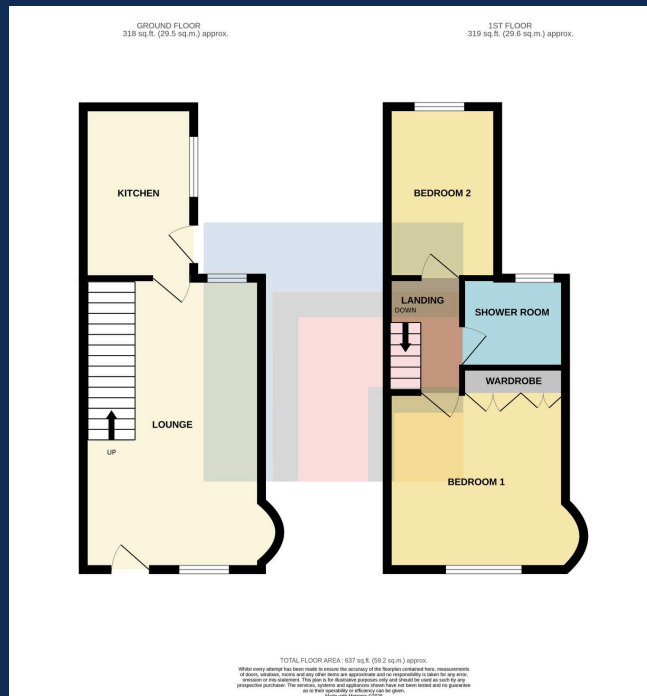 GROUND FLOOR
318 sq.ft. (29.5 sq.m.) approx.
1ST FLOOR
319 sq.ft. (29.6 sq.m.) approx.
KITCHEN
BEDROOM 2
LANDING
DOWN
SHOWER ROOM
WARDROBE
LOUNGE
UP
BEDROOM 1
TOTAL FLOOR AREA : 637 sq.ft. (59.2 sq.m.) approx.
Whilst every attempt has been made to ensure the accuracy of the floorplan contained here, measurements
of doors, windows, rooms and any other items are approximate and no responsibility is taken for any error,
omission or mis-statement. This plan is for illustrative purposes only and should be used as such by any
prospective purchaser. The services, systems and appliances shown have not been tested and no guarantee
as to their operability or efficiency can be given.
Made with Metropix